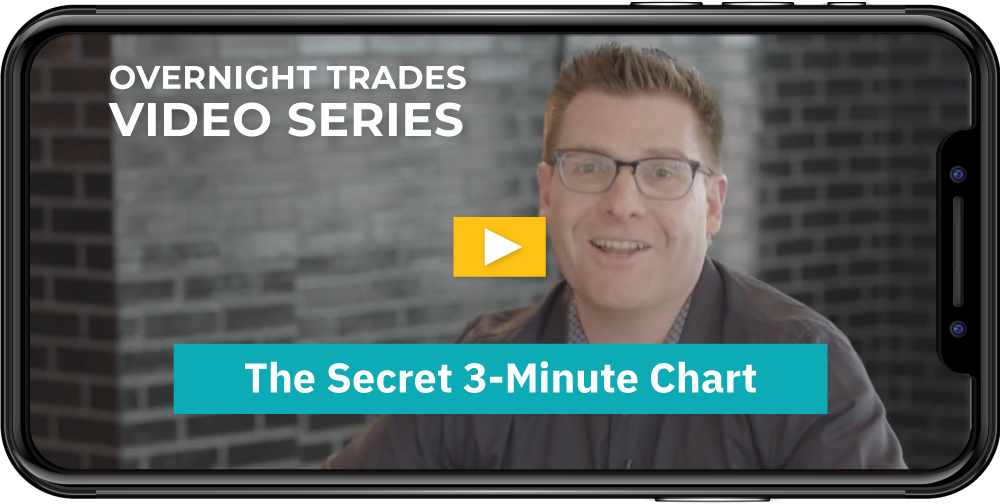 OVERNIGHT TRADES
VIDEO SERIES
The Secret 3-Minute Chart